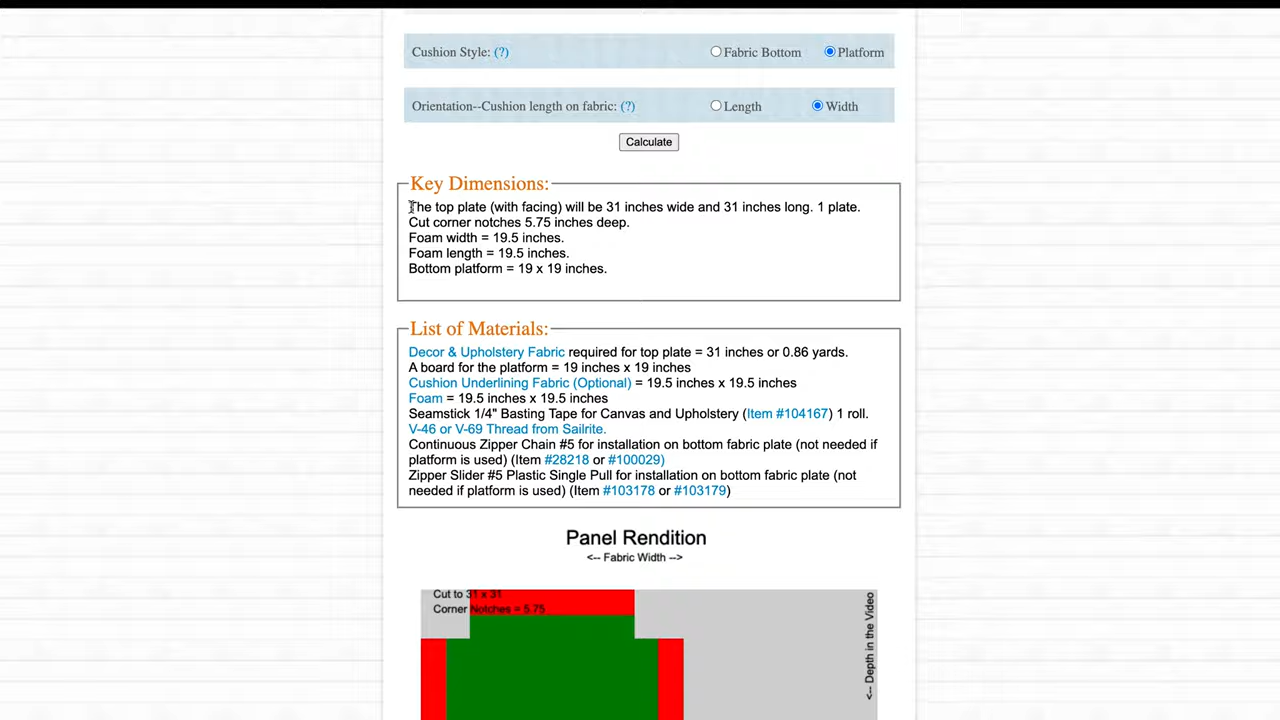 Cushion Style: (?) Fabric Bottom Platform
Orientation--Cushion length on fabric: (?) Length Width
Calculate
Key Dimensions:
The top plate (with facing) will be 31 inches wide and 31 inches long. 1 plate.
Cut corner notches 5.75 inches deep.
Foam width = 19.5 inches.
Foam length = 19.5 inches.
Bottom platform = 19 x 19 inches.
List of Materials:
Decor & Upholstery Fabric required for top plate = 31 inches or 0.86 yards.
A board for the platform = 19 inches x 19 inches
Cushion Underlining Fabric (Optional) = 19.5 inches x 19.5 inches
Foam = 19.5 inches x 19.5 inches
Seamstick 1/4" Basting Tape for Canvas and Upholstery (Item #104167) 1 roll.
V-46 or V-69 Thread from Sailrite.
Continuous Zipper Chain #5 for installation on bottom fabric plate (not needed if
platform is used) (Item #28218 or #100029)
Zipper Slider #5 Plastic Single Pull for installation on bottom fabric plate (not
needed if platform is used) (Item #103178 or #103179)
Panel Rendition
<-- Fabric Width -->
Cut to 31 x 31
Corner Notches = 5.75
<-- Depth in the Video